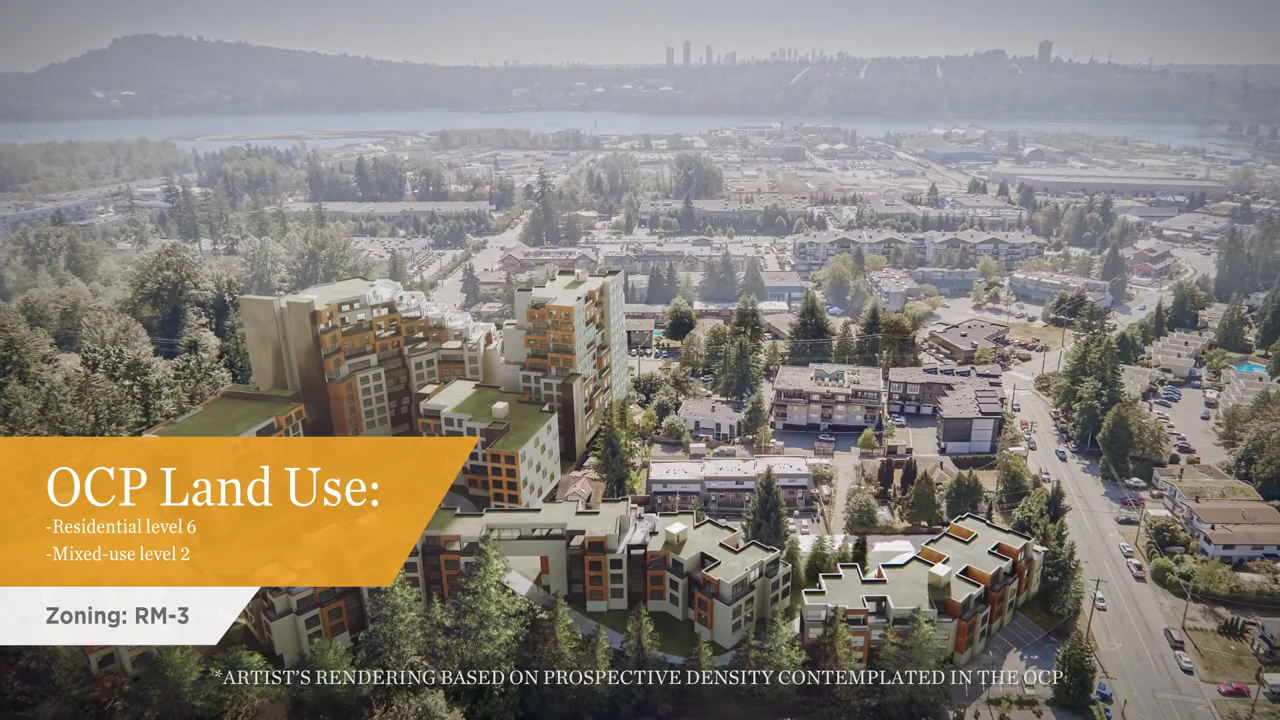 OCP Land Use:
-Residential level 6
-Mixed-use level 2
Zoning: RM-3
*ARTIST'S RENDERING BASED ON PROSPECTIVE DENSITY CONTEMPLATED IN THE OCP